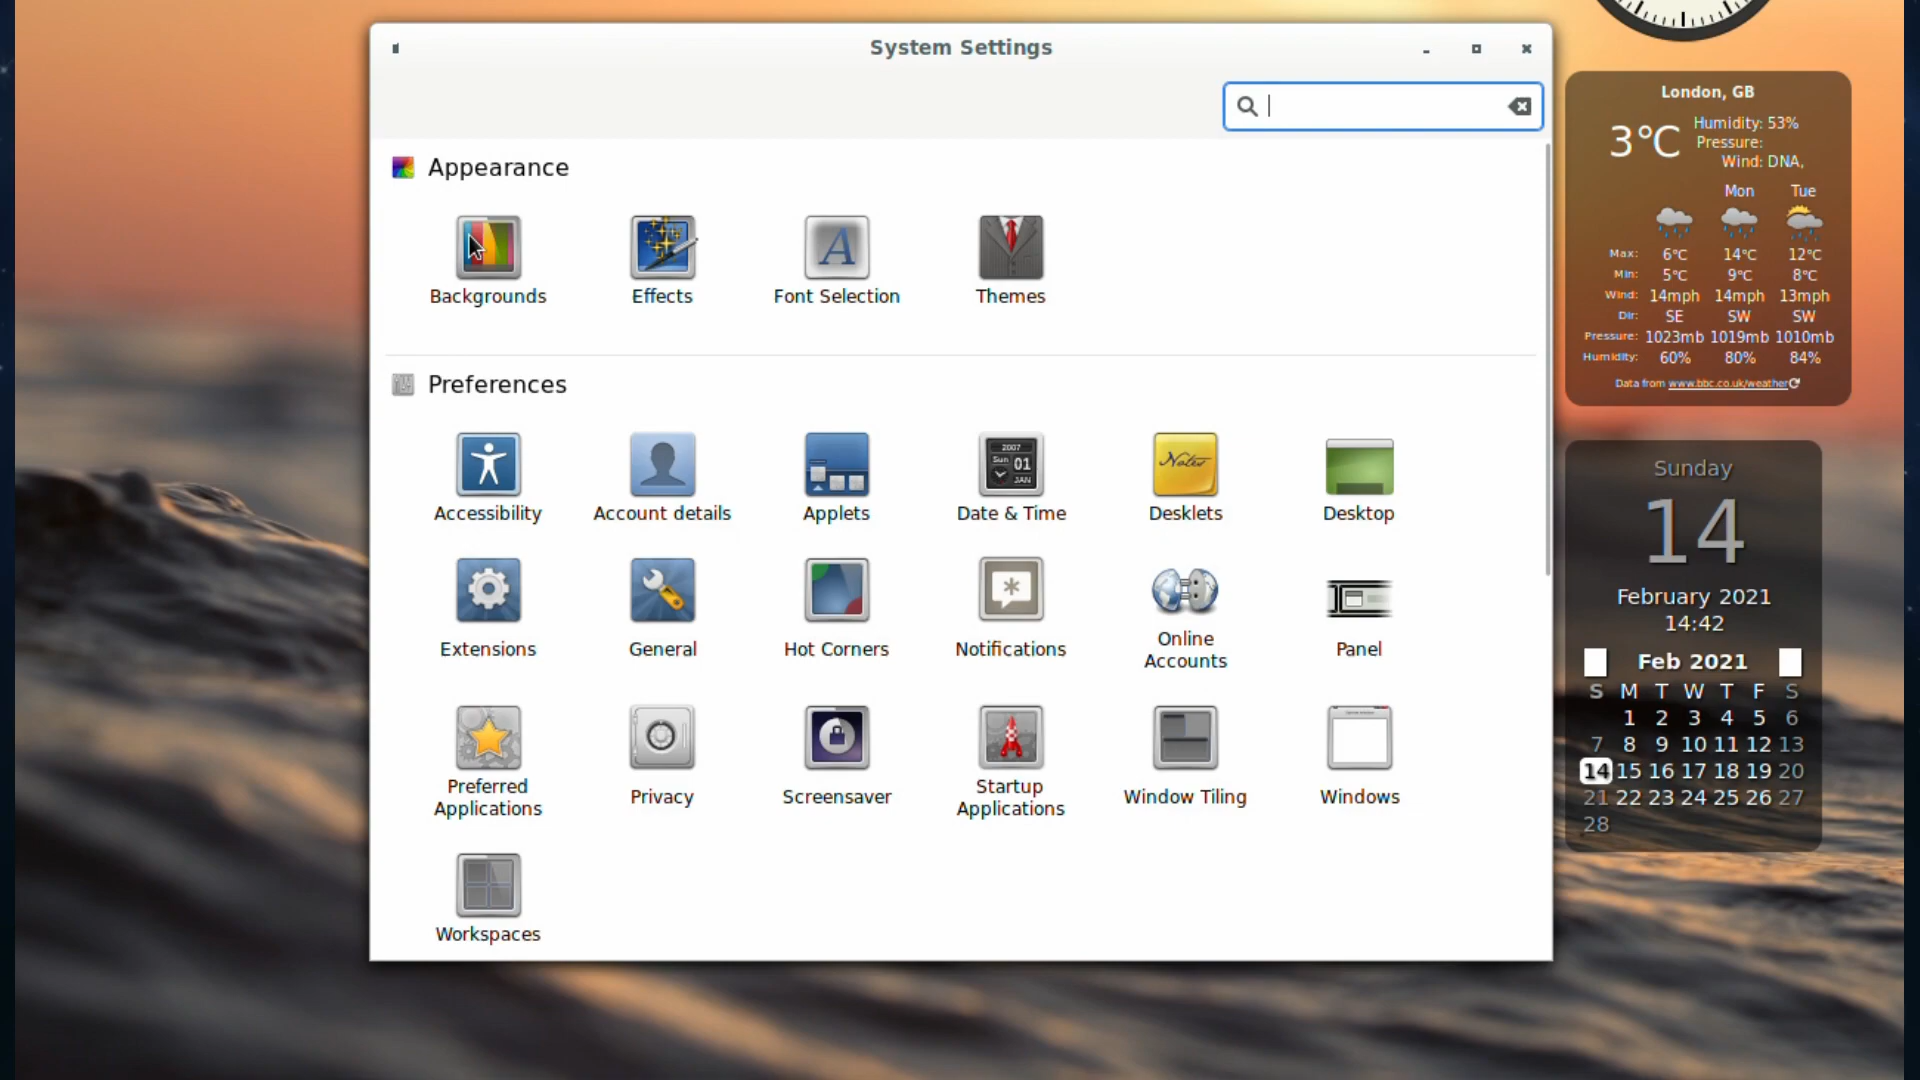 System Settings
Appearance
Backgrounds
Effects
Font Selection
Themes
Preferences
Accessibility
Account details
Applets
Date & Time
Desklets
Desktop
Extensions
General
Hot Corners
Notifications
Online
Accounts
Panel
Preferred
Applications
Privacy
Screensaver
Startup
Applications
Window Tiling
Windows
Workspaces
2007
Sun 01
JAN
Notes
A
London, GB
3°C
Humidity: 53%
Pressure:
Wind: DNA,
Mon Tue
Max: 6°C 14°C 12°C
Min: 5°C 9°C 8°C
Wind: 14mph 14mph 13mph
Dir: SE SW SW
Pressure: 1023mb 1019mb 1010mb
Humidity: 60% 80% 84%
Data from www.bbc.co.uk/weather
Sunday
14
February 2021
14:42
Feb 2021
S M T W T F S
1 2 3 4 5 6
7 8 9 10 11 12 13
14 15 16 17 18 19 20
21 22 23 24 25 26 27
28